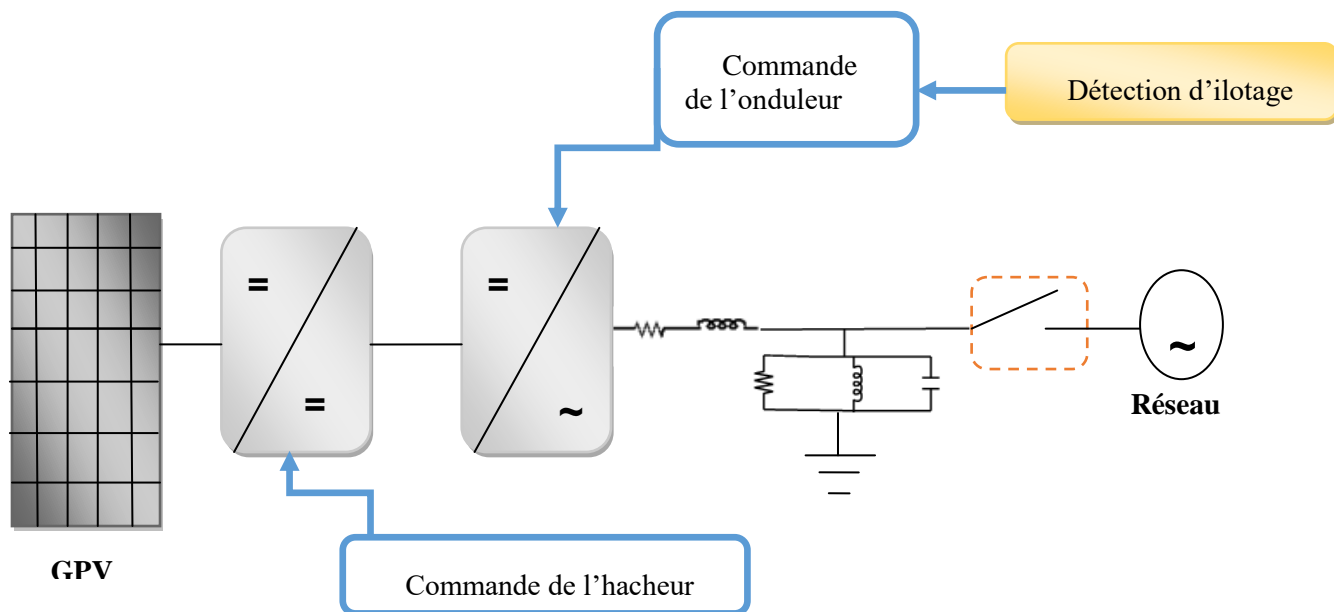 Commande
de l’onduleur
Détection d’ilotage
=
=
=
~
~
Réseau
GPV
Commande de l’hacheur